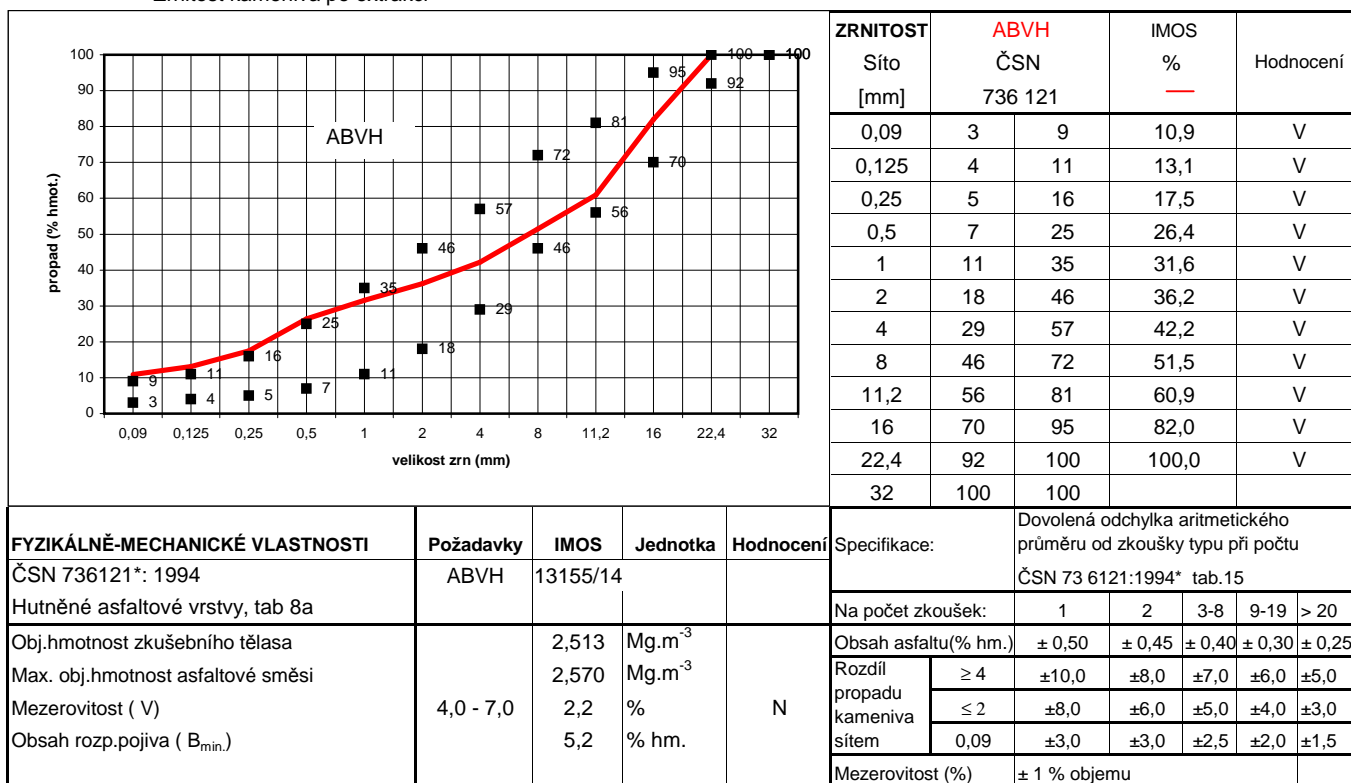 ABVH
propad (% hmot.)
100
90
80
70
60
50
40
30
20
10
0
9 11 16 25 35 46 57 72 81 95 100 100
3 4 5 7 11 18 29 46 56 70 92 100
0,09 0,125 0,25 0,5 1 2 4 8 11,2 16 22,4 32
velikost zrn (mm)
ZRNITOST ABVH IMOS
Síto ČSN % Hodnocení
[mm] 736 121
0,09 3 9 10,9 V
0,125 4 11 13,1 V
0,25 5 16 17,5 V
0,5 7 25 26,4 V
1 11 35 31,6 V
2 18 46 36,2 V
4 29 57 42,2 V
8 46 72 51,5 V
11,2 56 81 60,9 V
16 70 95 82,0 V
22,4 92 100 100,0 V
32 100 100
FYZIKÁLNĚ-MECHANICKÉ VLASTNOSTI Požadavky IMOS Jednotka Hodnocení
ČSN 736121*: 1994 ABVH 13155/14
Hutněné asfaltové vrstvy, tab 8a
Obj.hmotnost zkušebního tělasa 2,513 Mg.m-3
Max. obj.hmotnost asfaltové směsi 2,570 Mg.m-3
Mezerovitost ( V) 4,0 - 7,0 2,2 % N
Obsah rozp.pojiva ( Bmin.) 5,2 % hm.
Specifikace: Dovolená odchylka aritmetického
průměru od zkoušky typu při počtu
ČSN 73 6121:1994* tab.15
Na počet zkoušek: 1 2 3-8 9-19 > 20
Obsah asfaltu(% hm.) ± 0,50 ± 0,45 ± 0,40 ± 0,30 ± 0,25
Rozdíl propadu kameniva sítem
≥ 4 ±10,0 ±8,0 ±7,0 ±6,0 ±5,0
≤ 2 ±8,0 ±6,0 ±5,0 ±4,0 ±3,0
0,09 ±3,0 ±3,0 ±2,5 ±2,0 ±1,5
Mezerovitost (%) ± 1 % objemu